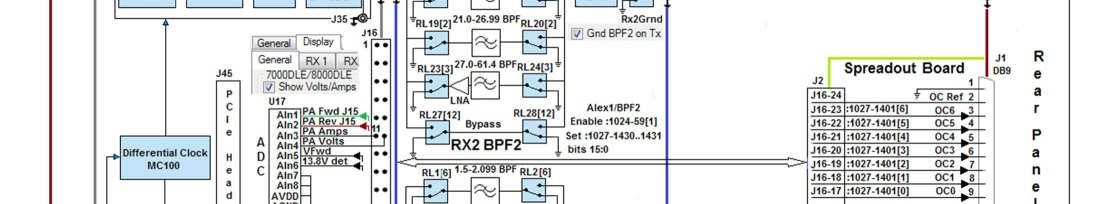 J35
J16
1
General Display
General RX 1 RX
7000DLE/8000DLE
Show Volts/Amps
J45
PCIe Head
U17
ADC
AIn1 PA Fwd J15
AIn2 PA Rev J15
AIn3 PA Amps
AIn4 PA Volts
AIn5 VFwd
AIn6 13.8V det
AIn7
AIn8
AVDD
11
Differential Clock
MC100
RL19[2] 21.0-26.99 BPF RL20[2]
RL23[3] 27.0-61.4 BPF RL24[3]
LNA
RL27[12] Bypass RL28[12]
RX2 BPF2
RL1[6] 1.5-2.099 BPF RL2[6]
Rx2Grnd
Gnd BPF2 on Tx
Alex1/BPF2
Enable :1024-59[1]
Set :1027-1430..1431
bits 15:0
Spreadout Board
J2
J1
DB9
J16-24
J16-23 :1027-1401[6]
J16-22 :1027-1401[5]
J16-21 :1027-1401[4]
J16-20 :1027-1401[3]
J16-19 :1027-1401[2]
J16-18 :1027-1401[1]
J16-17 :1027-1401[0]
1
OC Ref 2
OC6 3
OC5 4
OC4 5
OC3 6
OC2 7
OC1 8
OC0 9
Rear Panel